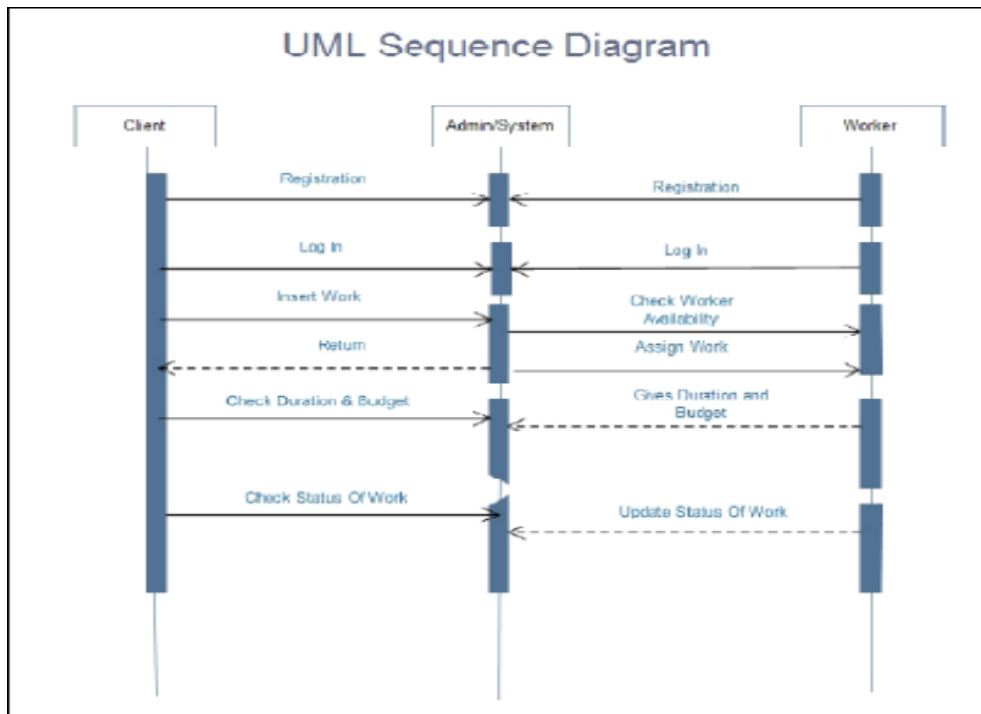 UML Sequence Diagram
Client
Admin/System
Worker
Registration
Registration
Log In
Log In
Insert Work
Check Worker
Availability
Return
Assign Work
Check Duration & Budget
Gives Duration and
Budget
Check Status Of Work
Update Status Of Work